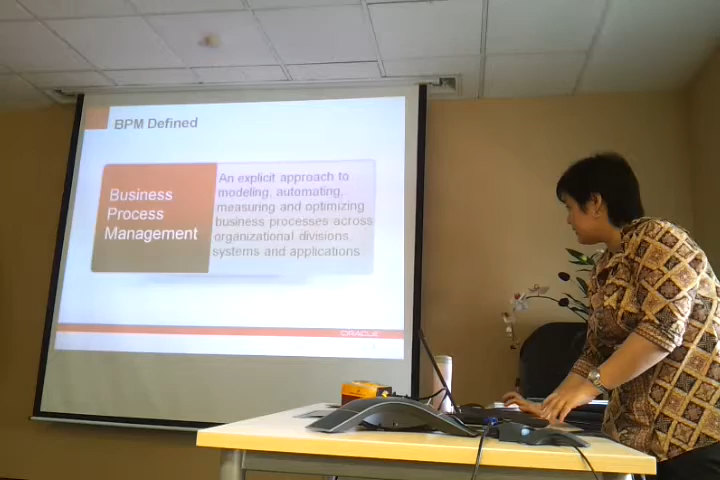 BPM Defined
Business
Process
Management
An explicit approach to
modeling, automating,
measuring and optimizing
business processes across
organizational divisions
systems and applications
ORACLE